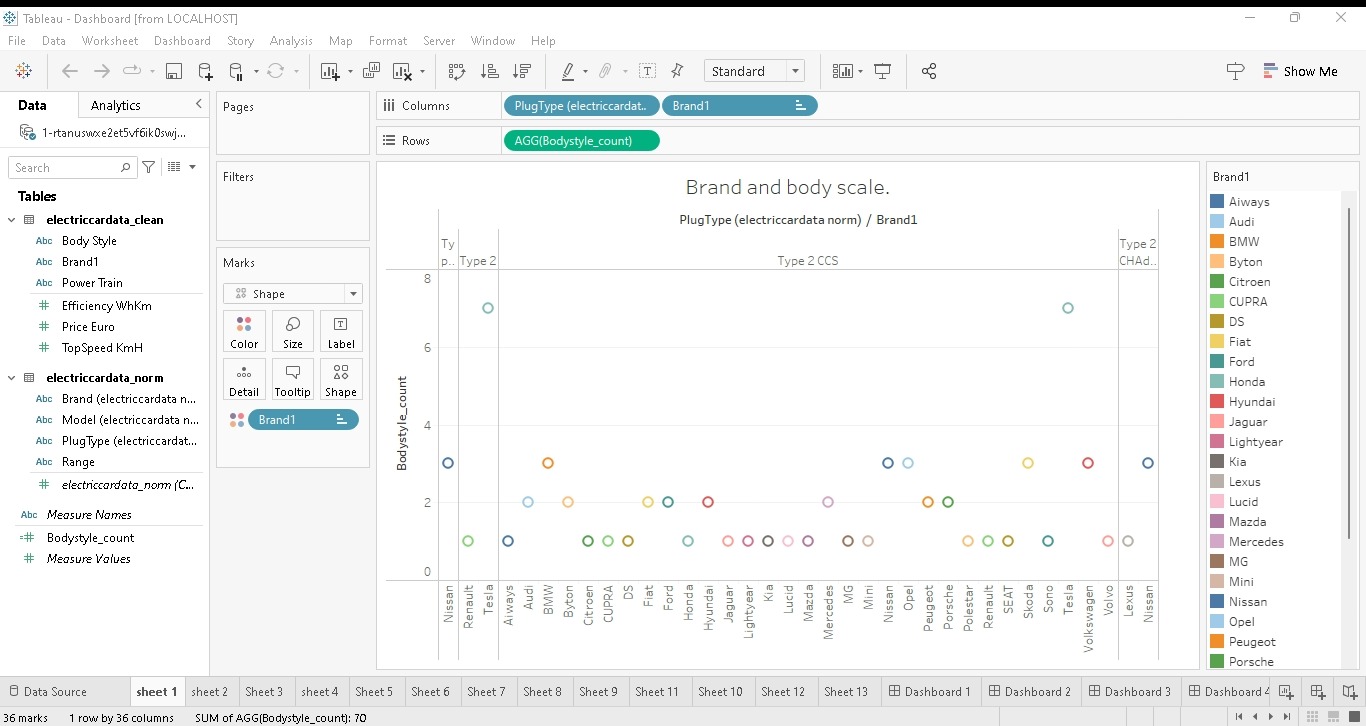 Tableau - Dashboard [from LOCALHOST]
File Data Worksheet Dashboard Story Analysis Map Format Server Window Help
Standard
Show Me
Data Analytics
1-rtanuswxe2et5vf6ik0swj...
Search
Tables
electriccardata_clean
Abc Body Style
Abc Brand1
Abc Power Train
# Efficiency WhKm
# Price Euro
# TopSpeed KmH
electriccardata_norm
Abc Brand (electriccardata n...
Abc Model (electriccardata n...
Abc PlugType (electriccardat...
Abc Range
# electriccardata_norm (C...
Abc Measure Names
=# Bodystyle_count
# Measure Values
Pages
Filters
Marks
Shape
Color Size Label
Detail Tooltip Shape
Brand1
Columns PlugType (electriccardat.. Brand1
Rows AGG(Bodystyle_count)
Brand and body scale.
PlugType (electriccardata norm) / Brand1
Ty
p.. Type 2 Type 2 CCS Type 2
CHAd..
Bodystyle_count
8
6
4
2
0
Nissan
Renault
Tesla
Aiways
Audi
BMW
Byton
Citroen
CUPRA
DS
Fiat
Ford
Honda
Hyundai
Jaguar
Lightyear
Kia
Lucid
Mazda
Mercedes
MG
Mini
Nissan
Opel
Peugeot
Porsche
Polestar
Renault
SEAT
Skoda
Sono
Tesla
Volkswagen
Volvo
Lexus
Nissan
Brand1
Aiways
Audi
BMW
Byton
Citroen
CUPRA
DS
Fiat
Ford
Honda
Hyundai
Jaguar
Lightyear
Kia
Lexus
Lucid
Mazda
Mercedes
MG
Mini
Nissan
Opel
Peugeot
Porsche
Data Source sheet 1 sheet 2 Sheet 3 sheet 4 Sheet 5 Sheet 6 Sheet 7 Sheet 8 Sheet 9 Sheet 11 Sheet 10 Sheet 12 Sheet 13 Dashboard 1 Dashboard 2 Dashboard 3 Dashboard 4
36 marks 1 row by 36 columns SUM of AGG(Bodystyle_count): 70